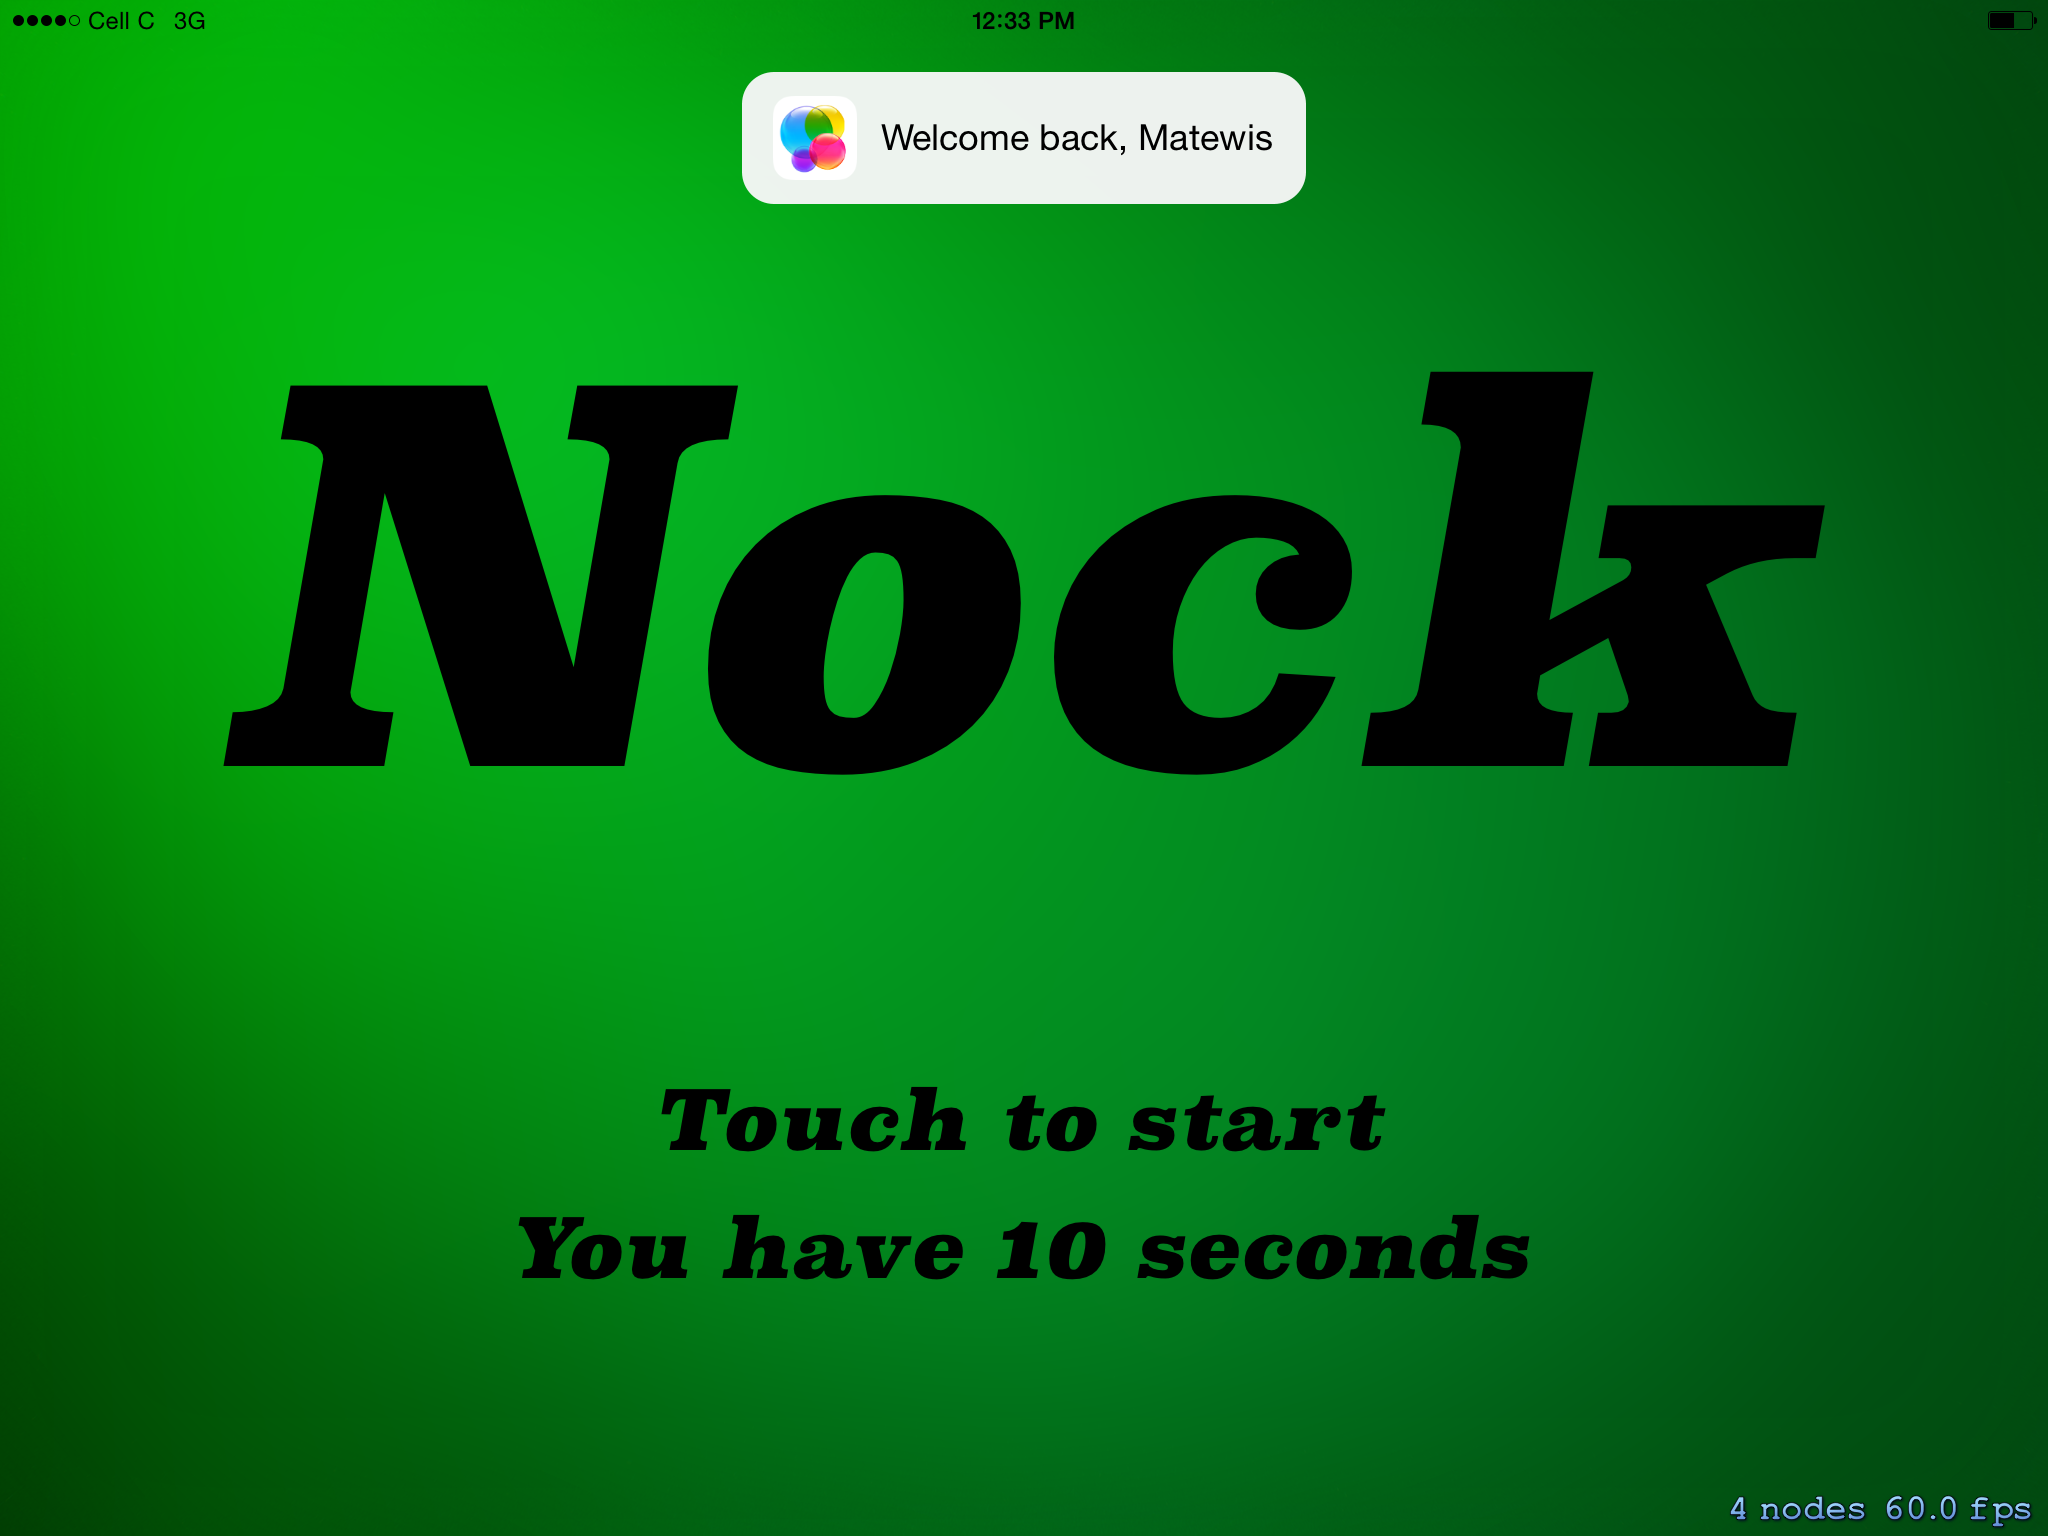 Cell C 3G 12:33 PM
Welcome back, Matewis
Nock
Touch to start
You have 10 seconds
4 nodes 60.0 fps